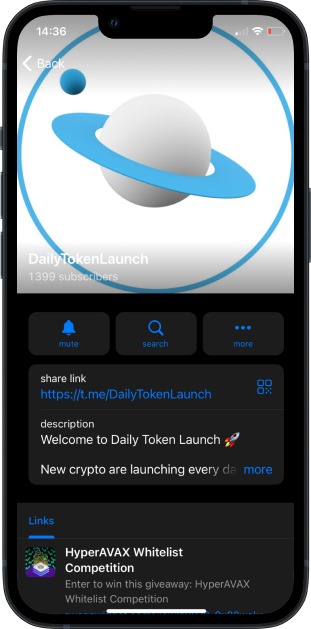 14:36
Back
DailyTokenLaunch
1399 subscribers
mute
search
more
share link
https://t.me/DailyTokenLaunch
description
Welcome to Daily Token Launch 🚀
New crypto are launching every da more
Links
HyperAVAX Whitelist
Competition
Enter to win this giveaway: HyperAVAX
Whitelist Competition